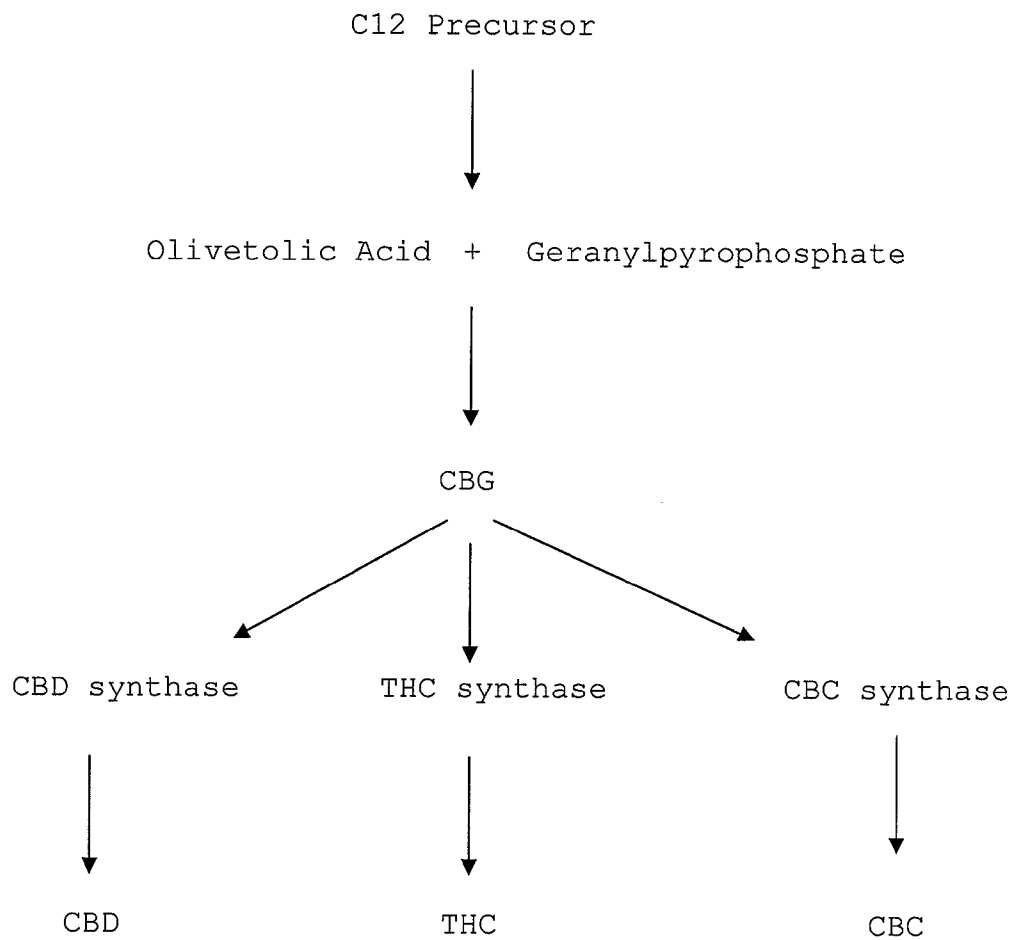 C12 Precursor
Olivetolic Acid + Geranylpyrophosphate
CBG
CBD synthase THC synthase CBC synthase
CBD THC CBC